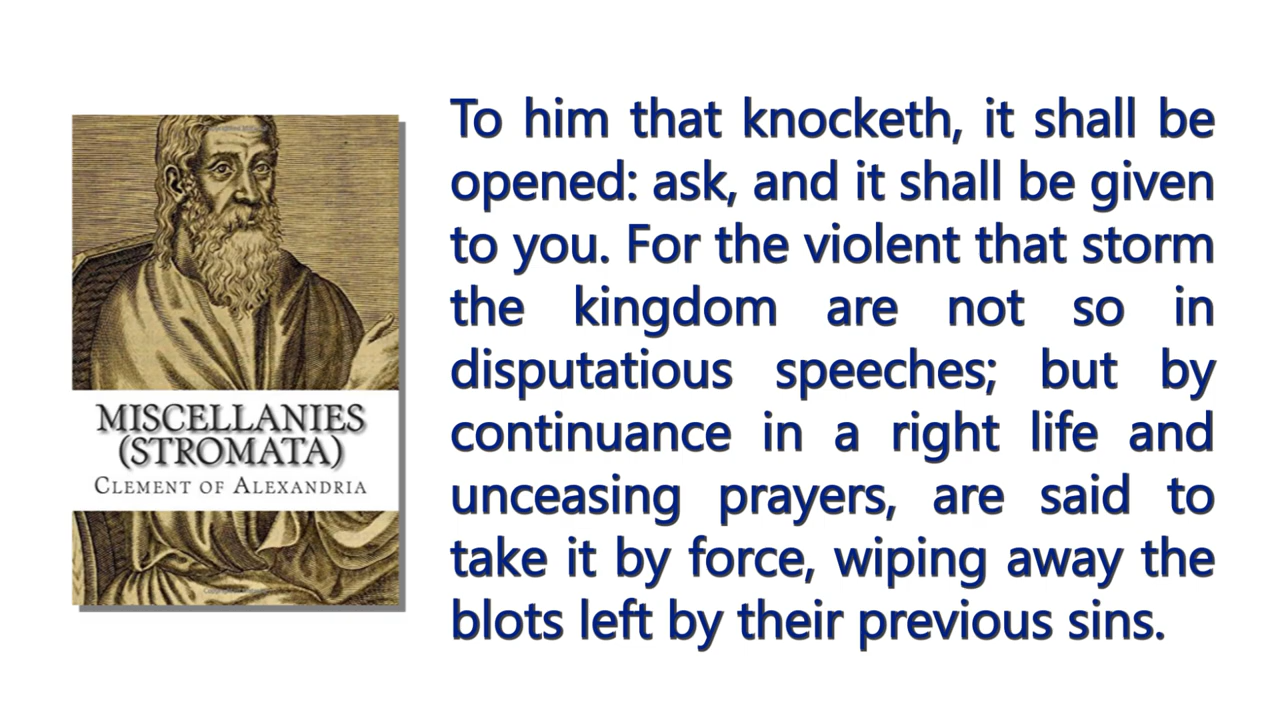 MISCELLANIES
(STROMATA)
CLEMENT OF ALEXANDRIA
To him that knocketh, it shall be
opened: ask, and it shall be given
to you. For the violent that storm
the kingdom are not so in
disputatious speeches; but by
continuance in a right life and
unceasing prayers, are said to
take it by force, wiping away the
blots left by their previous sins.